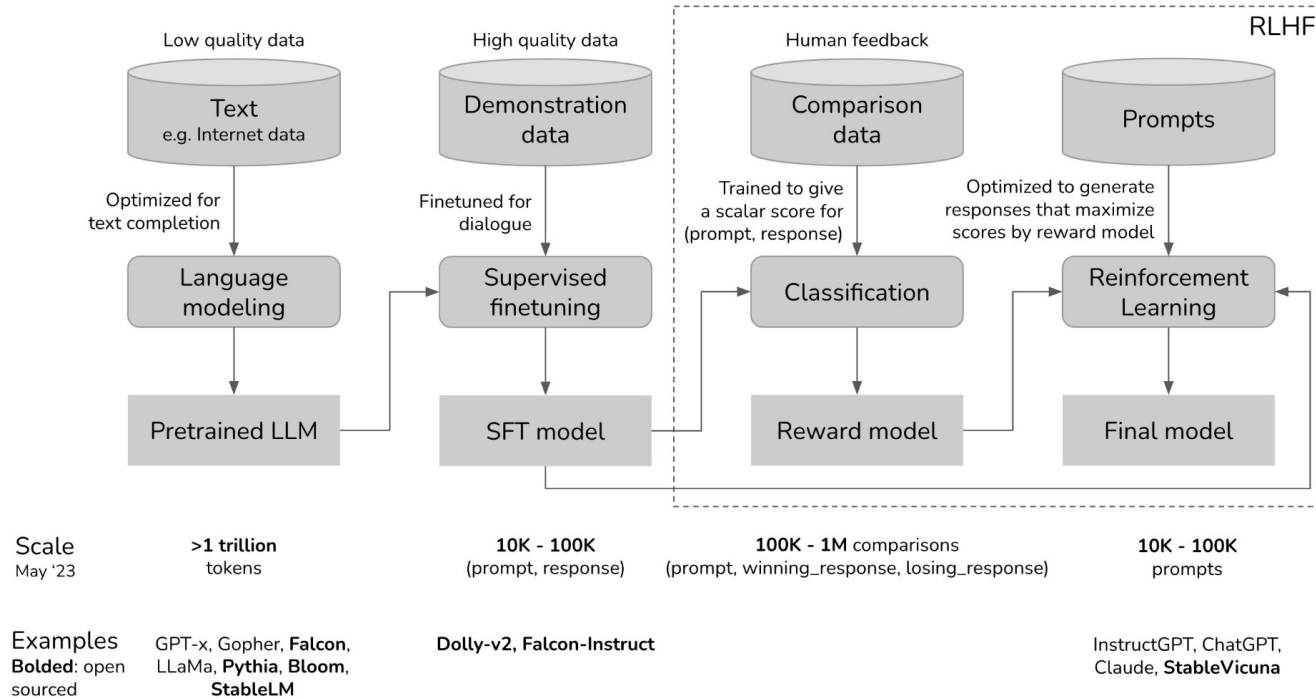 RLHF
Low quality data
High quality data
Human feedback
Text
e.g. Internet data
Demonstration
data
Comparison
data
Prompts
Optimized for
text completion
Finetuned for
dialogue
Trained to give
a scalar score for
(prompt, response)
Optimized to generate
responses that maximize
scores by reward model
Language
modeling
Supervised
finetuning
Classification
Reinforcement
Learning
Pretrained LLM
SFT model
Reward model
Final model
Scale
May ‘23
>1 trillion
tokens
10K - 100K
(prompt, response)
100K - 1M comparisons
(prompt, winning_response, losing_response)
10K - 100K
prompts
Examples
Bolded: open
sourced
GPT-x, Gopher, Falcon,
LLaMa, Pythia, Bloom,
StableLM
Dolly-v2, Falcon-Instruct
InstructGPT, ChatGPT,
Claude, StableVicuna